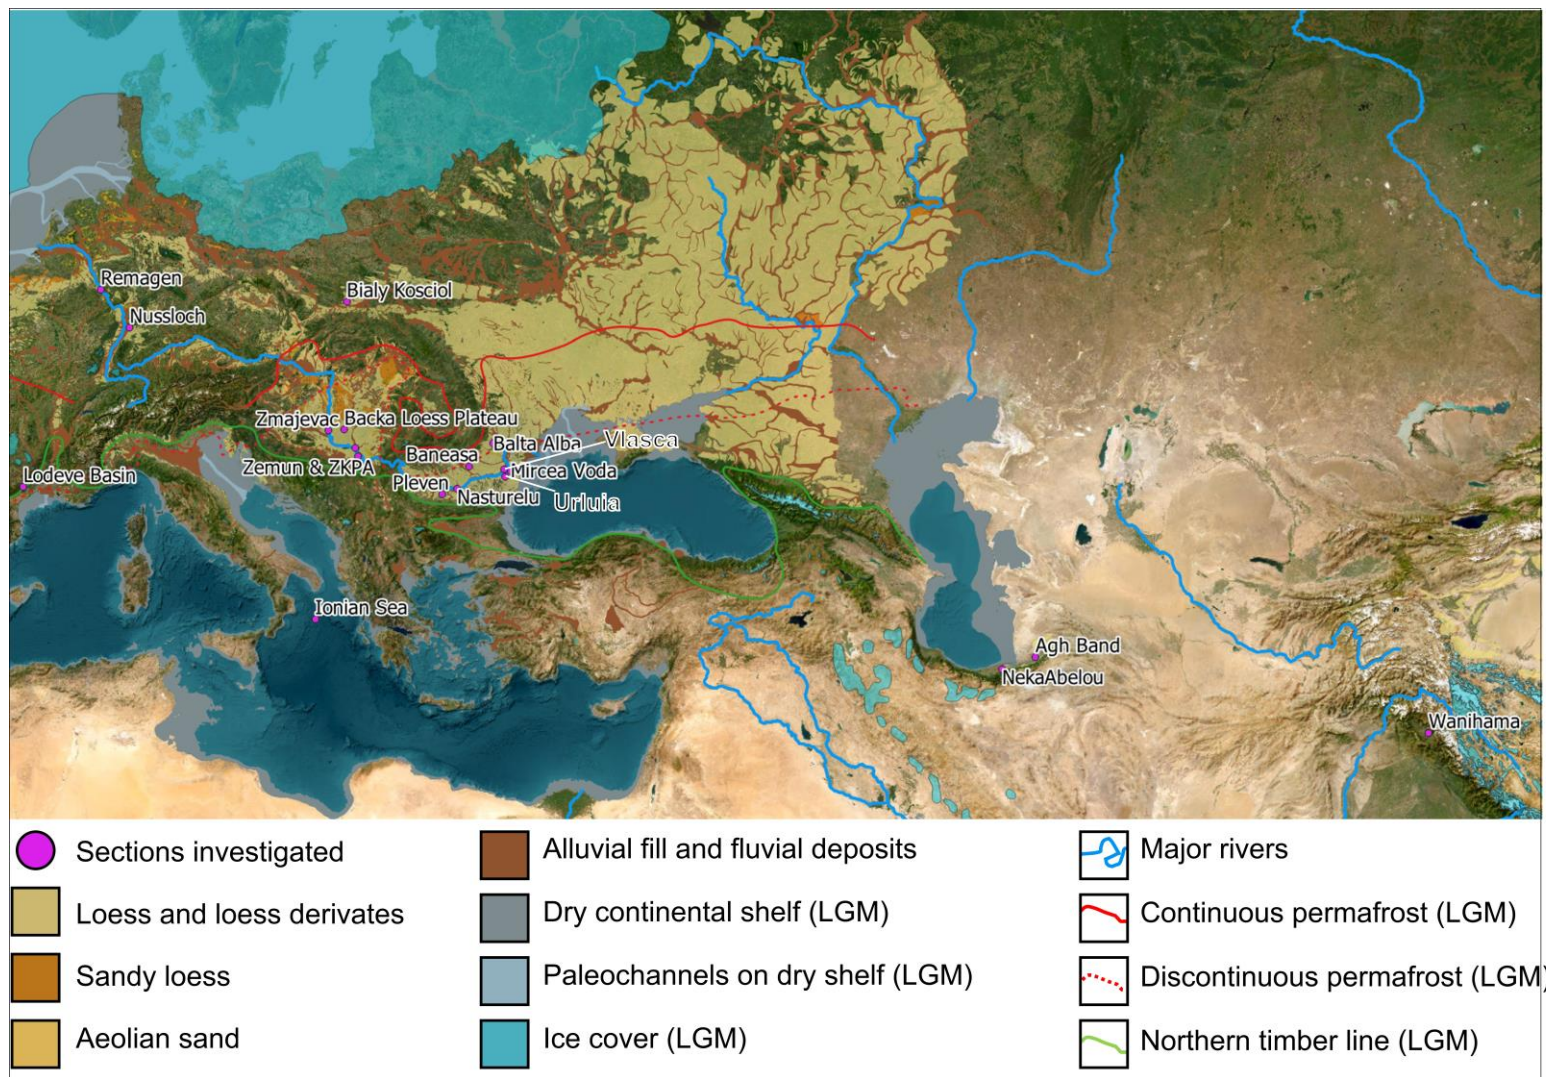 Remagen
Bialy Kosciol
Nussloch
Zmajevac
Backa Loess Plateau
Vlasca
Balta Alba
Baneasa
Zemun & ZKPA
Mircea Voda
Lodeve Basin
Pleven
Nasturelu
Urluia
Ionian Sea
Agh Band
NekaAbelou
Wanihama
Sections investigated
Loess and loess derivates
Sandy loess
Aeolian sand
Alluvial fill and fluvial deposits
Dry continental shelf (LGM)
Paleochannels on dry shelf (LGM)
Ice cover (LGM)
Major rivers
Continuous permafrost (LGM)
Discontinuous permafrost (LGM)
Northern timber line (LGM)